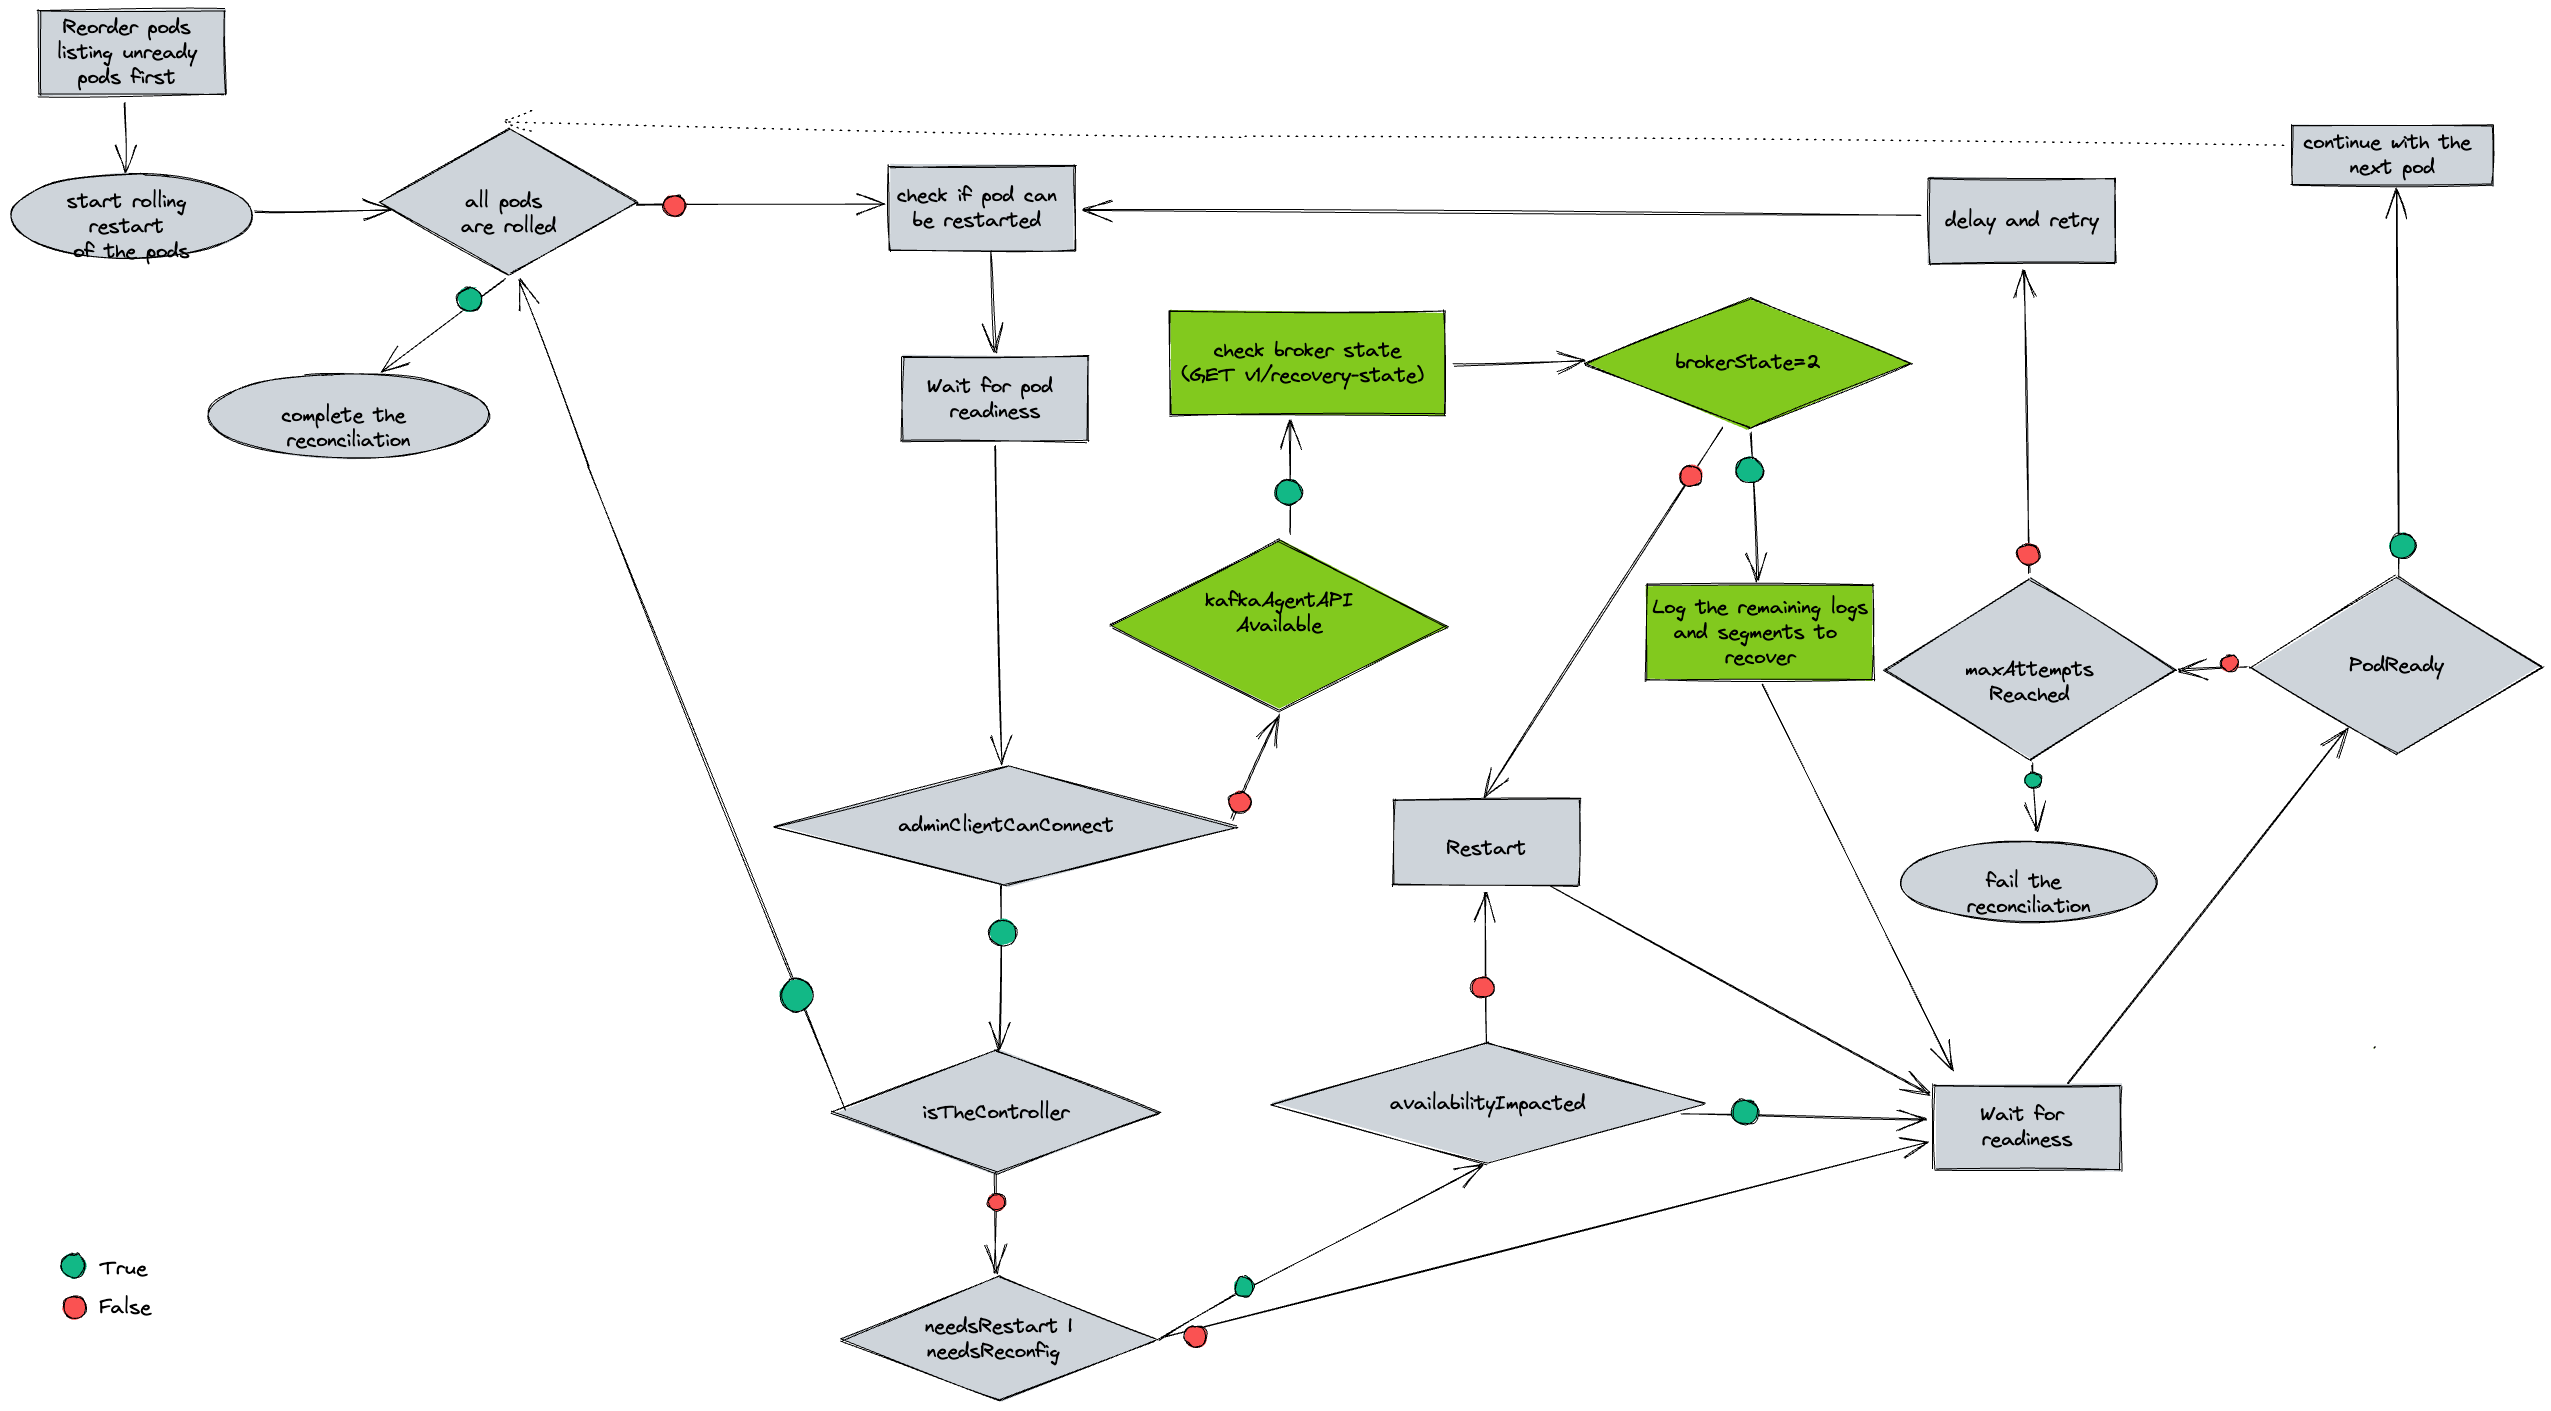 Reorder pods
listing unready
pods first
start rolling
restart
of the pods
all pods
are rolled
complete the
reconciliation
check if pod can
be restarted
Wait for pod
readiness
check broker state
(GET v1/recovery-state)
brokerState=2
delay and retry
continue with the
next pod
kafkaAgentAPI
Available
Log the remaining logs
and segments to
recover
maxAttempts
Reached
PodReady
adminClientCanConnect
Restart
fail the
reconciliation
isTheController
availabilityImpacted
Wait for
readiness
needsRestart |
needsReconfig
True
False